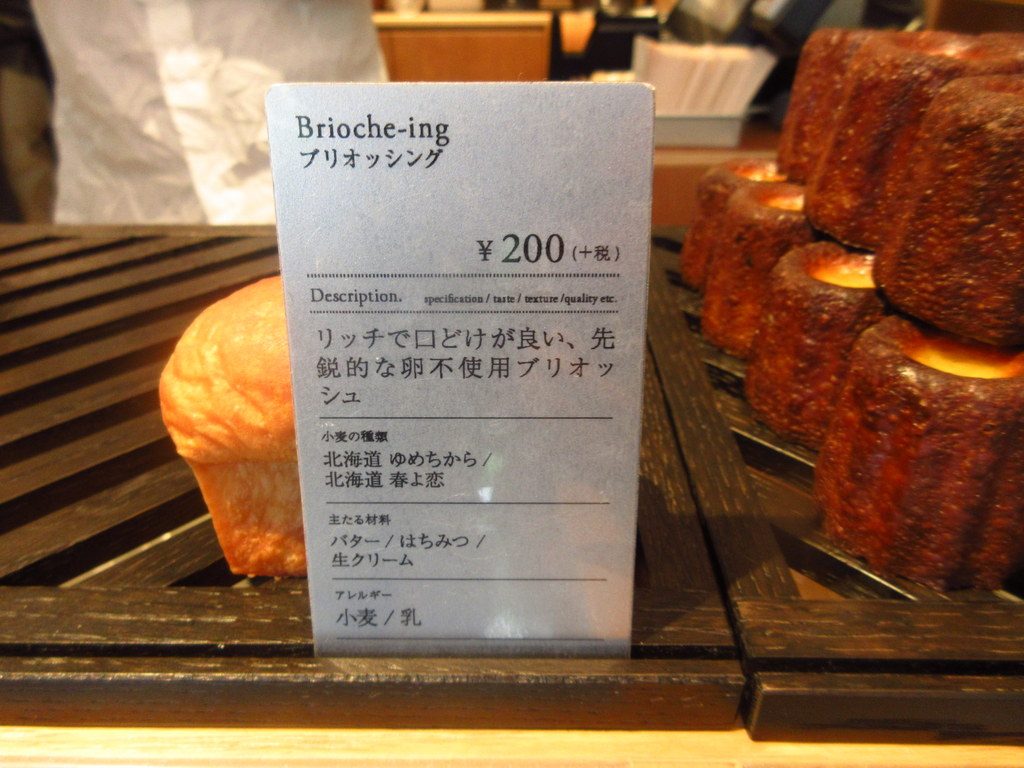 Brioche-ing
ブリオッシング
¥ 200 (+税)
Description. specification / taste / texture /quality etc.
リッチで口どけが良い、先
鋭的な卵不使用ブリオッ
シュ
小麦の種類
北海道 ゆめちから /
北海道 春よ恋
主たる材料
バター / はちみつ /
生クリーム
アレルギー
小麦 / 乳